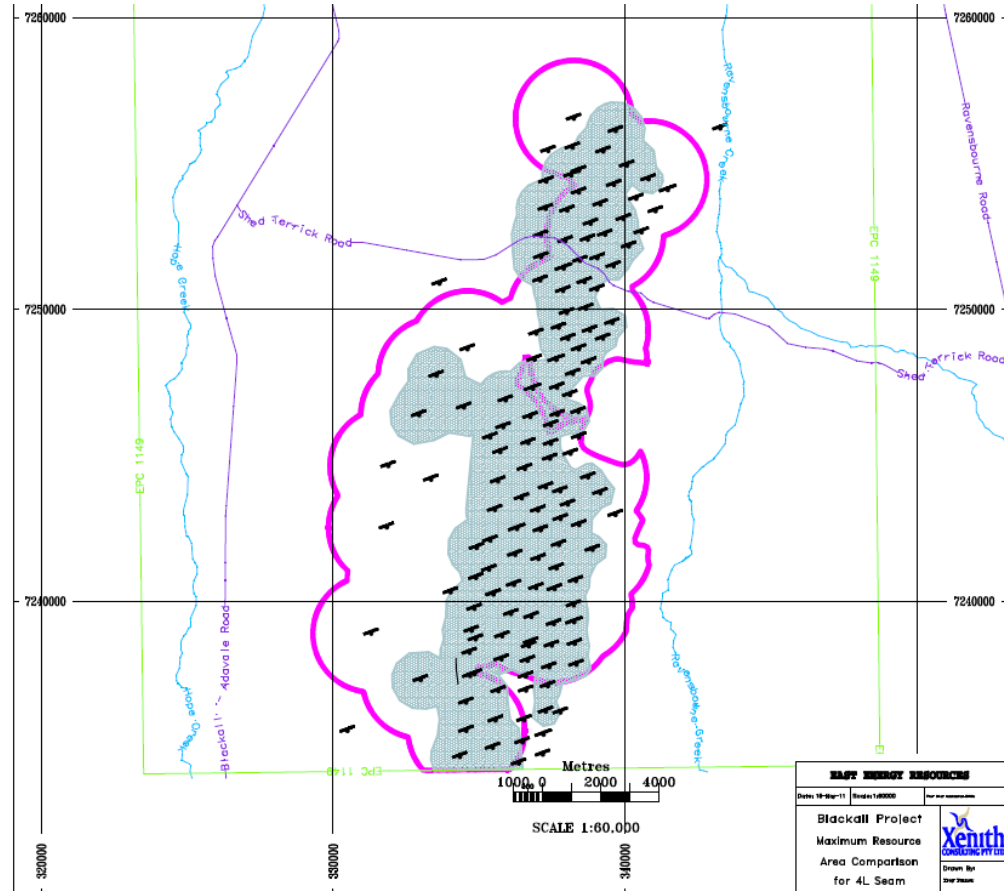 7260000
7260000
Ravensbourne Creek
Ravensbourne Road
Shed Terrick Road
Hope Creek
EPC 1149
7250000
7250000
Shed Terrick Road
EPC 1149
7240000
7240000
Blackall - Adavale Road
Hope Creek
Ravensbourne Creek
EPC 1149
Metres
1000 0 2000 4000
SCALE 1:60.000
320000
330000
340000
EAST ENERGY RESOURCES
Blackall Project
Maximum Resource
Area Comparison
for 4L Seam
Xenith
CONSULTING PTY LTD
Drawn By: